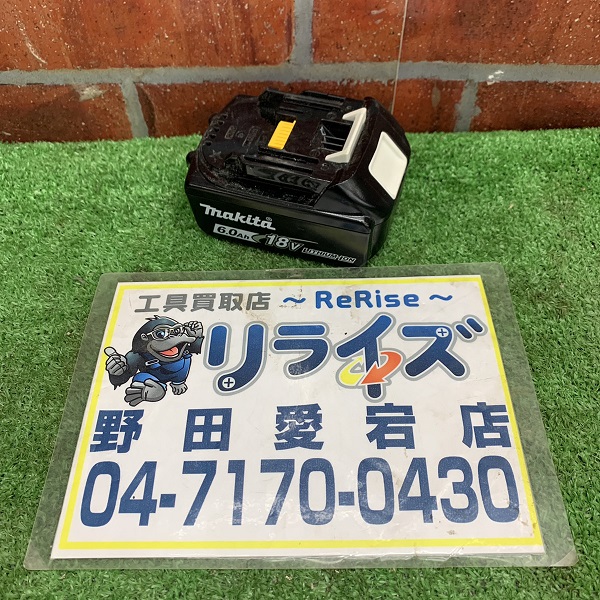 makita
6.0Ah 18V LITHIUM-ION
工具買取店 ～ReRise～
リライズ
野田愛宕店
04-7170-0430